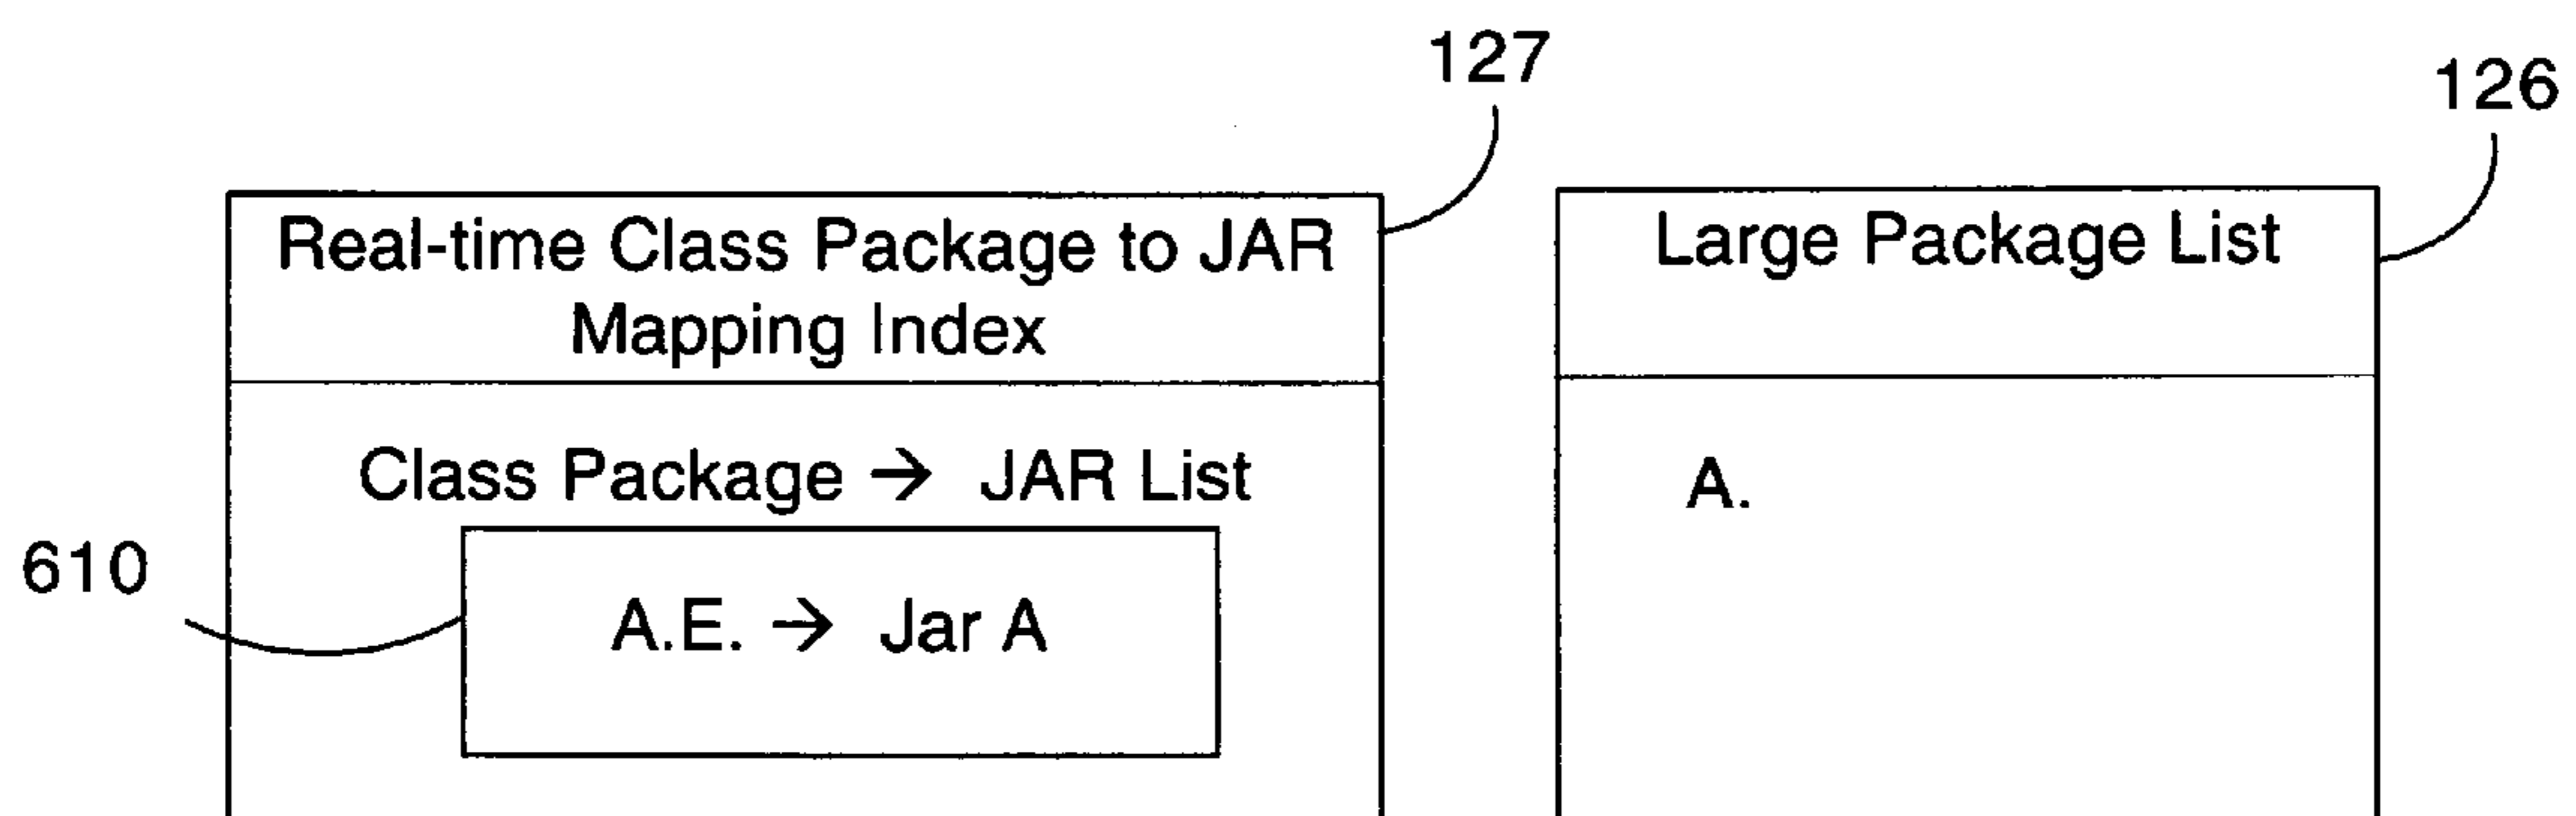 127
126
Real-time Class Package to JAR
Mapping Index
Large Package List
Class Package → JAR List
A.
610
A.E. → Jar A